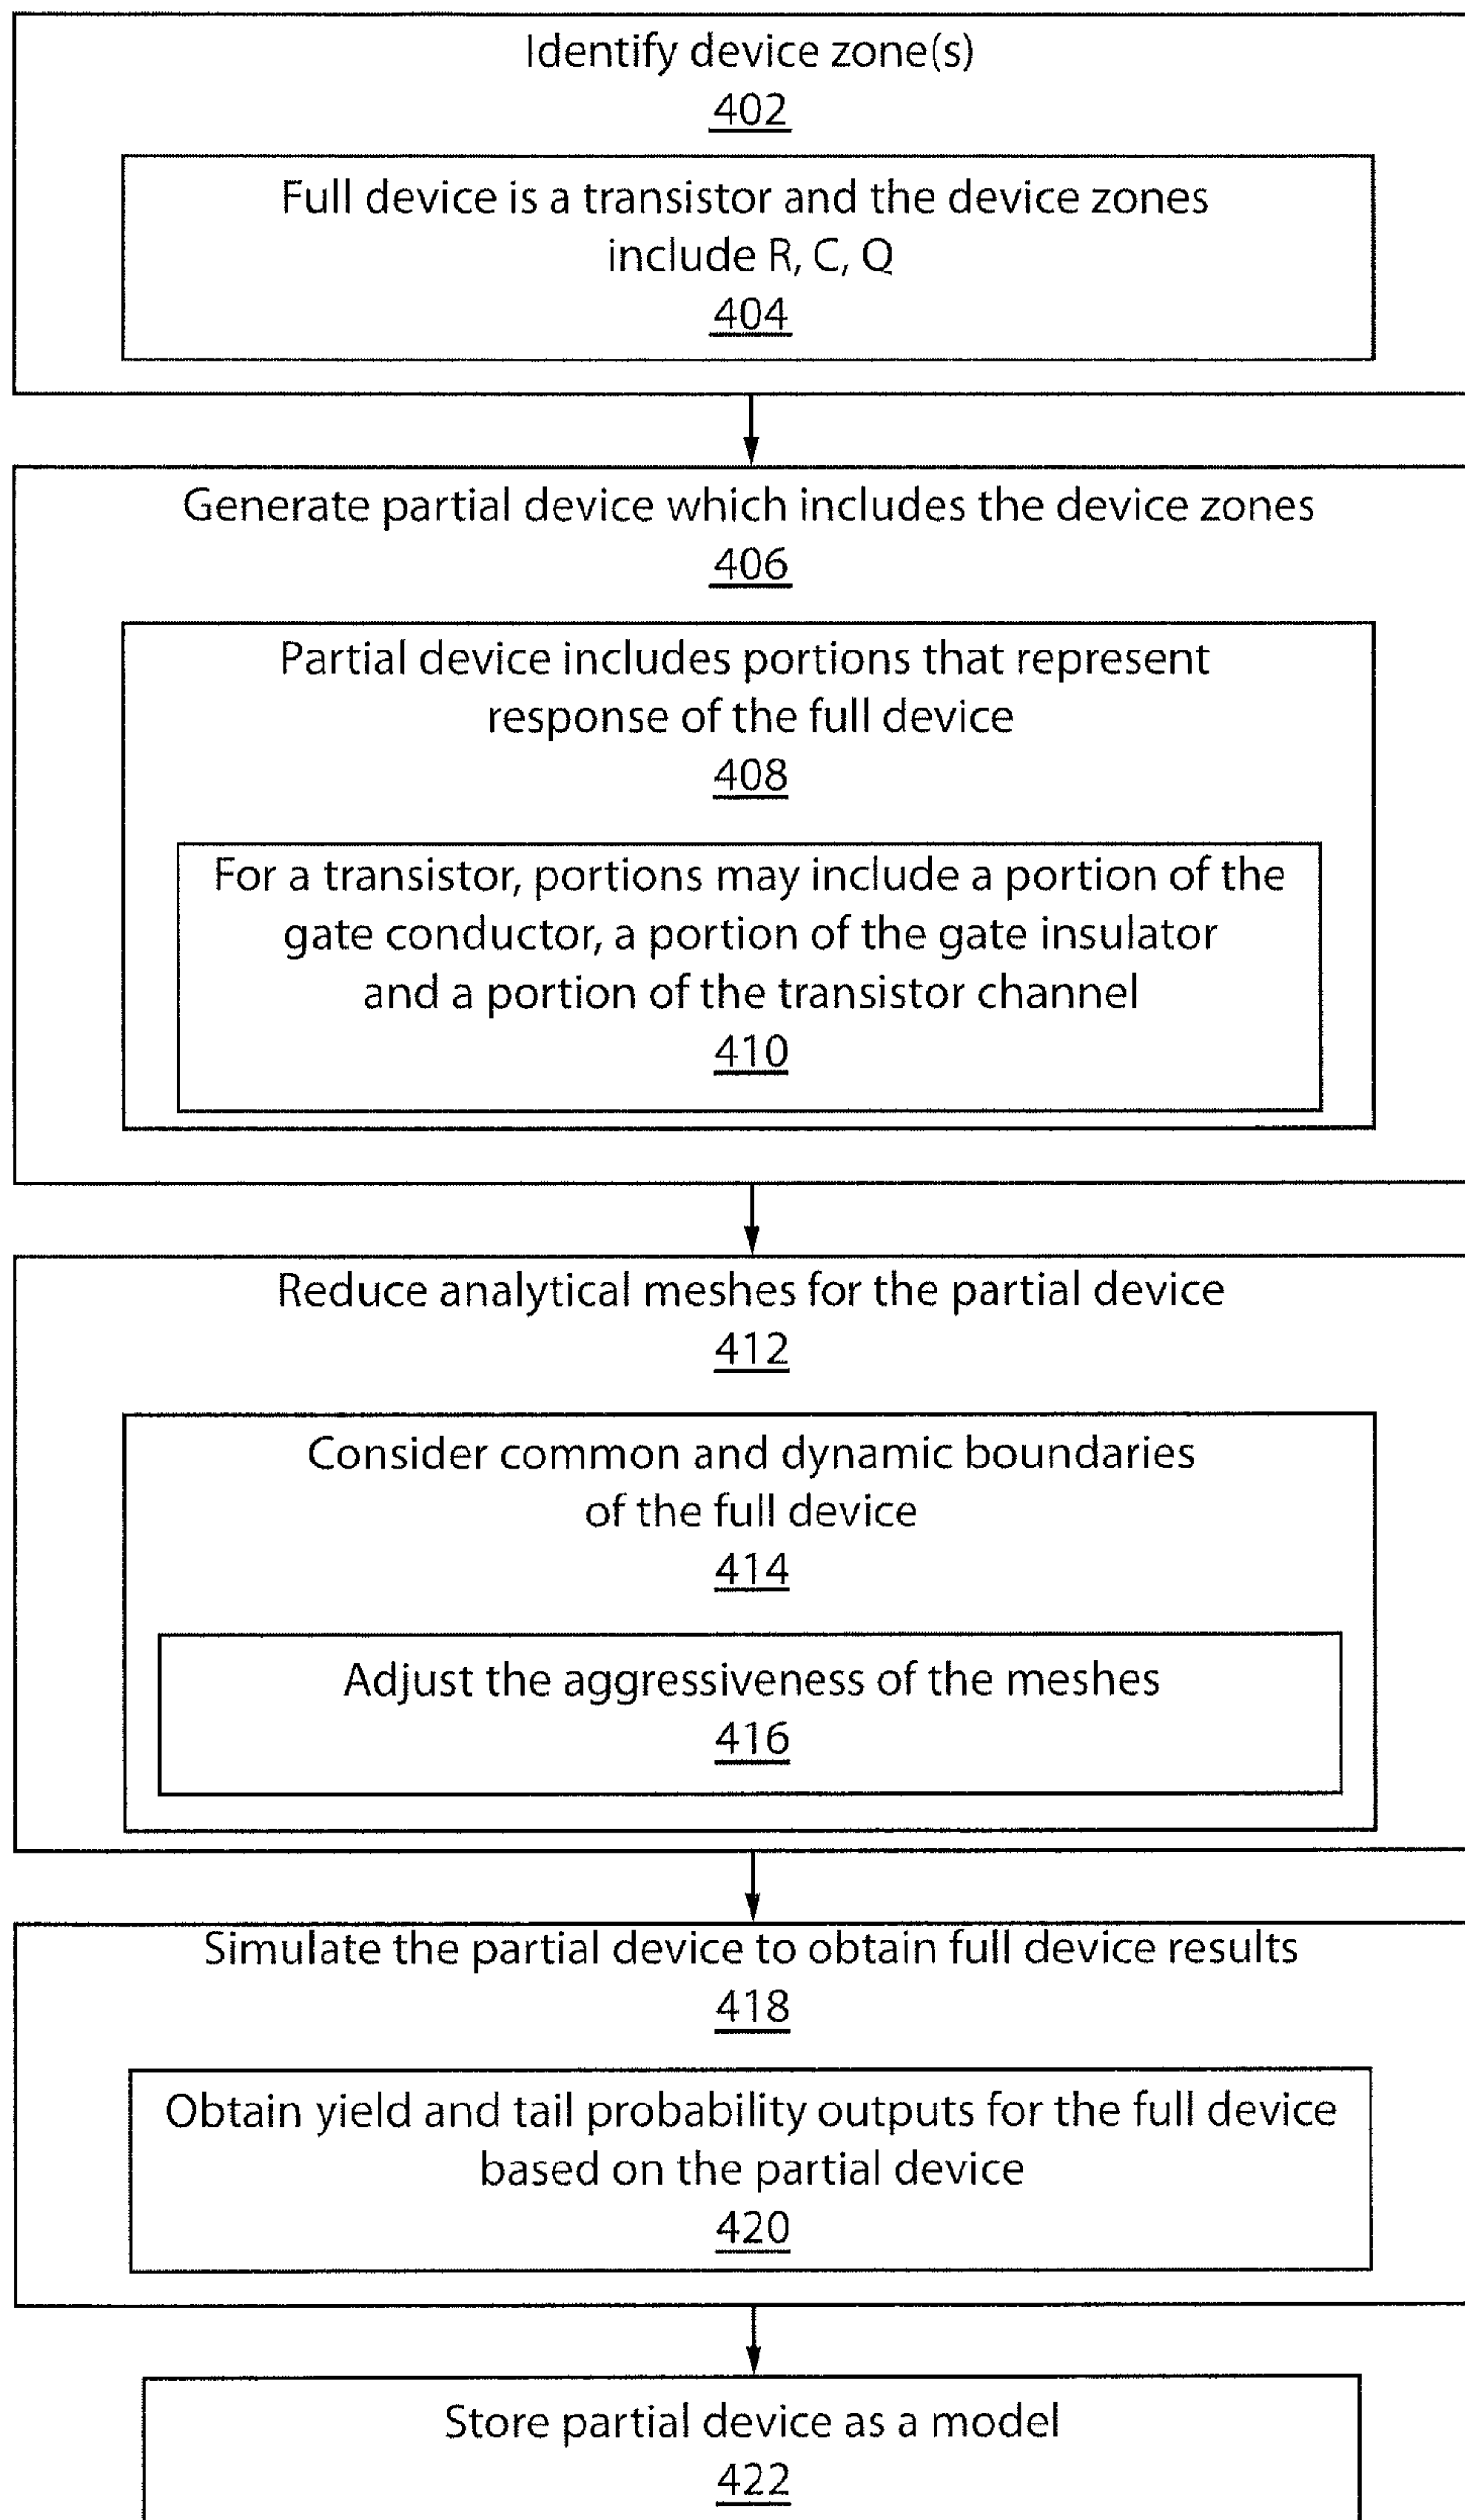 Identify device zone(s)
402
Full device is a transistor and the device zones
include R, C, Q
404
Generate partial device which includes the device zones
406
Partial device includes portions that represent
response of the full device
408
For a transistor, portions may include a portion of the
gate conductor, a portion of the gate insulator
and a portion of the transistor channel
410
Reduce analytical meshes for the partial device
412
Consider common and dynamic boundaries
of the full device
414
Adjust the aggressiveness of the meshes
416
Simulate the partial device to obtain full device results
418
Obtain yield and tail probability outputs for the full device
based on the partial device
420
Store partial device as a model
422